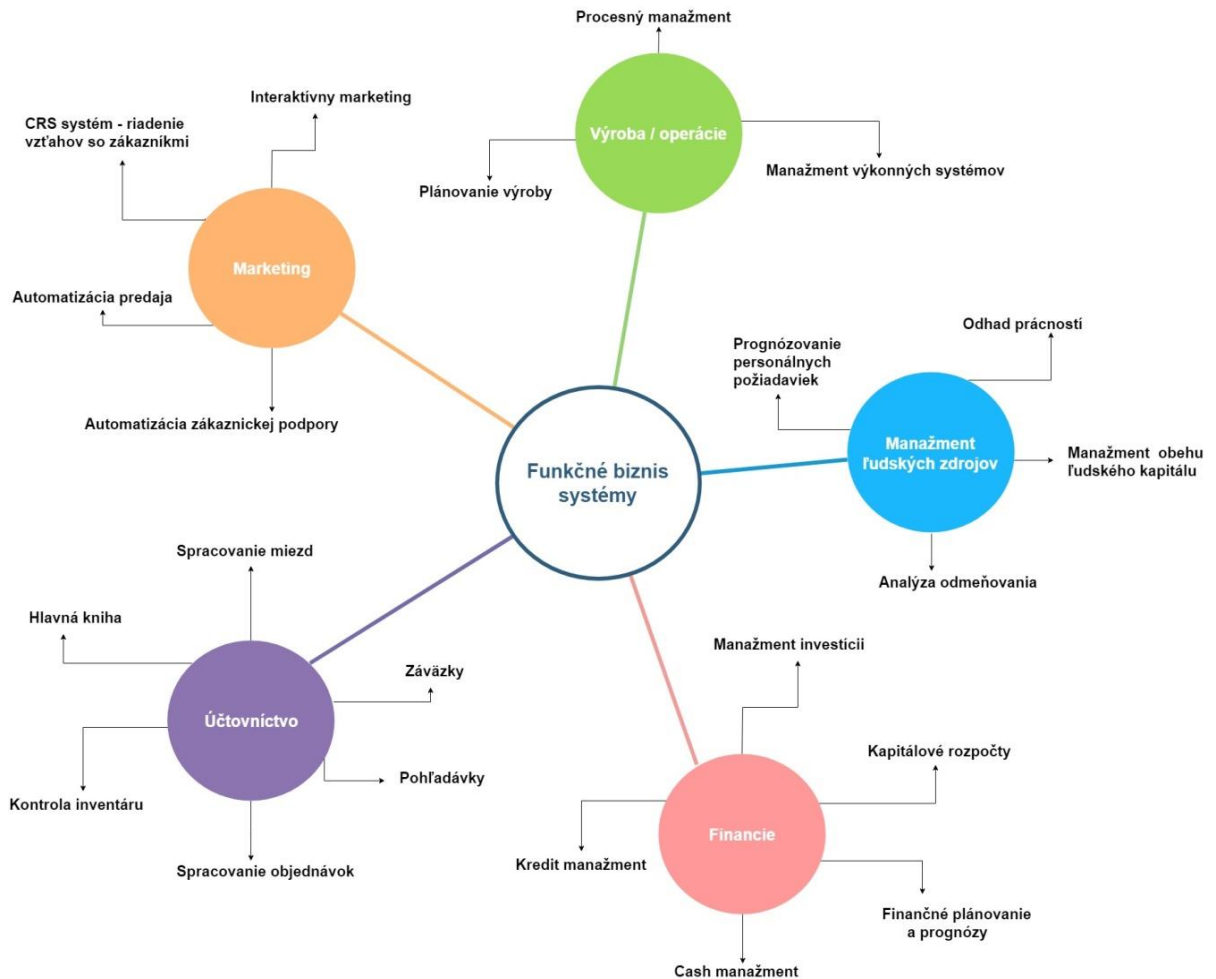 Procesný manažment
Výroba / operácie
Plánovanie výroby
Manažment výkonných systémov
Interaktívny marketing
CRS systém - riadenie
vzťahov so zákazníkmi
Marketing
Automatizácia predaja
Automatizácia zákaznickej podpory
Odhad prácností
Prognózovanie
personálnych
požiadaviek
Manažment
ľudských zdrojov
Manažment obehu
ľudského kapitálu
Analýza odmeňovania
Funkčné biznis
systémy
Spracovanie miezd
Hlavná kniha
Záväzky
Účtovníctvo
Pohľadávky
Kontrola inventáru
Spracovanie objednávok
Manažment investícii
Kapitálové rozpočty
Financie
Kredit manažment
Finančné plánovanie
a prognózy
Cash manažment